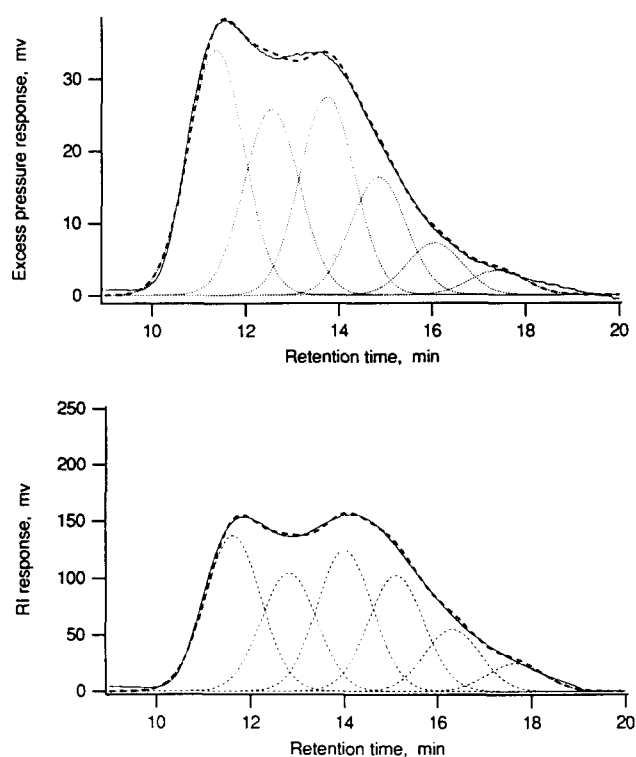 Excess pressure response, mv
30
20
10
0
10 12 14 16 18 20
Retention time, min
RI response, mv
250
200
150
100
50
0
10 12 14 16 18 20
Retention time, min